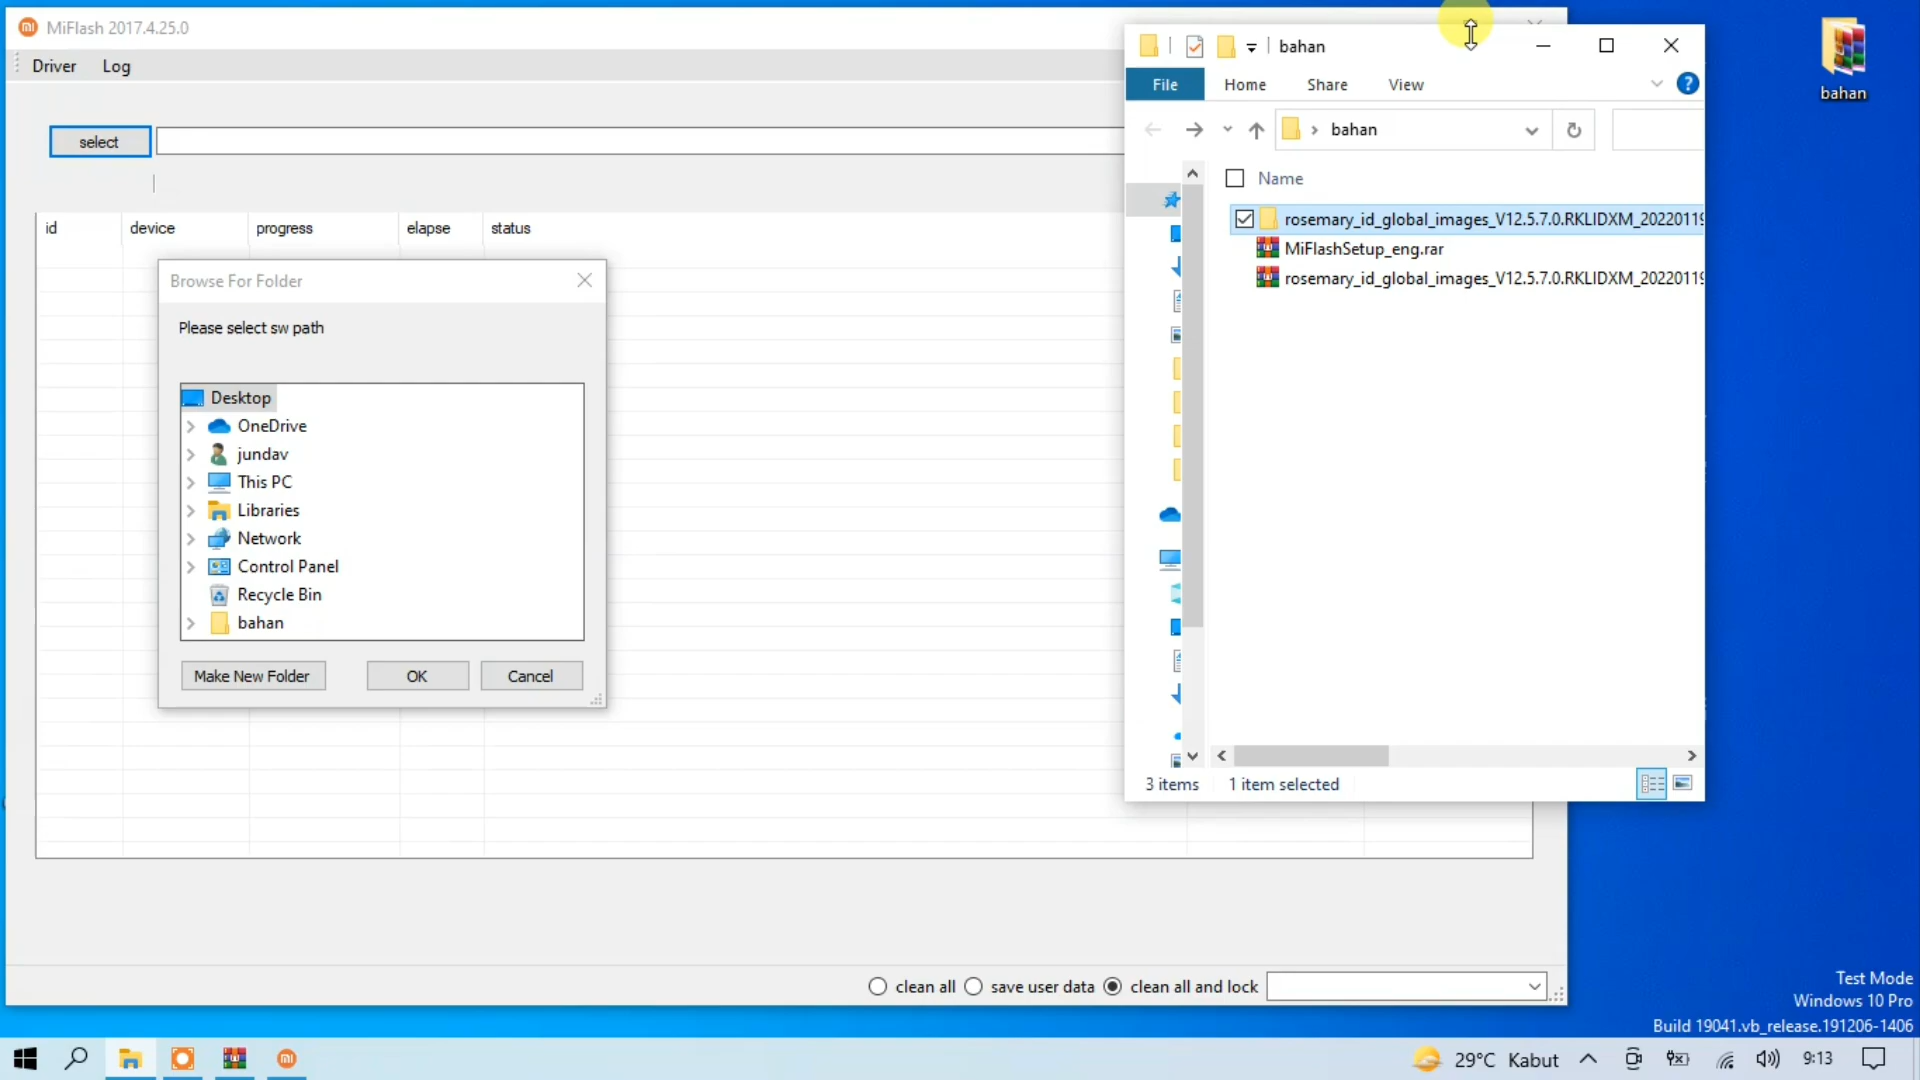 MiFlash 2017.4.25.0
Driver Log
select
id device progress elapse status
Browse For Folder
Please select sw path
Desktop
OneDrive
jundav
This PC
Libraries
Network
Control Panel
Recycle Bin
bahan
Make New Folder OK Cancel
clean all save user data clean all and lock
bahan
File Home Share View
bahan
Name
rosemary_id_global_images_V12.5.7.0.RKLIDXM_20220119
MiFlashSetup_eng.rar
rosemary_id_global_images_V12.5.7.0.RKLIDXM_20220119
3 items 1 item selected
bahan
Test Mode
Windows 10 Pro
Build 19041.vb_release.191206-1406
29°C Kabut 9:13